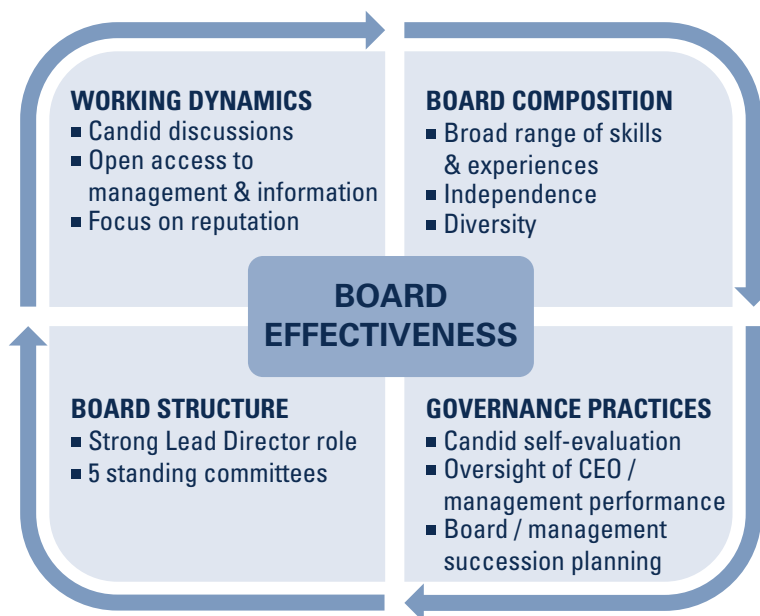 WORKING DYNAMICS
▪ Candid discussions
▪ Open access to
management & information
▪ Focus on reputation
BOARD COMPOSITION
▪ Broad range of skills
& experiences
▪ Independence
▪ Diversity
BOARD
EFFECTIVENESS
BOARD STRUCTURE
▪ Strong Lead Director role
▪ 5 standing committees
GOVERNANCE PRACTICES
▪ Candid self-evaluation
▪ Oversight of CEO /
management performance
▪ Board / management
succession planning